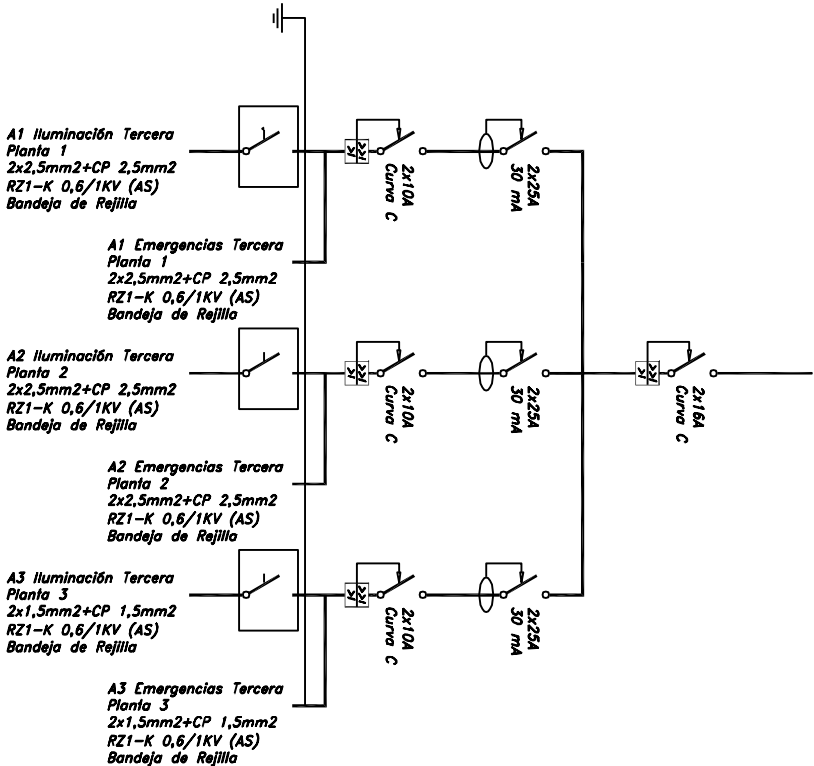 A1 Iluminación Tercera
Planta 1
2x2,5mm2+CP 2,5mm2
RZ1-K 0,6/1KV (AS)
Bandeja de Rejilla
2x10A
Curva C
2x25A
30 mA
A1 Emergencias Tercera
Planta 1
2x2,5mm2+CP 2,5mm2
RZ1-K 0,6/1KV (AS)
Bandeja de Rejilla
A2 Iluminación Tercera
Planta 2
2x2,5mm2+CP 2,5mm2
RZ1-K 0,6/1KV (AS)
Bandeja de Rejilla
2x10A
Curva C
2x25A
30 mA
2x16A
Curva C
A2 Emergencias Tercera
Planta 2
2x2,5mm2+CP 2,5mm2
RZ1-K 0,6/1KV (AS)
Bandeja de Rejilla
A3 Iluminación Tercera
Planta 3
2x1,5mm2+CP 1,5mm2
RZ1-K 0,6/1KV (AS)
Bandeja de Rejilla
2x10A
Curva C
2x25A
30 mA
A3 Emergencias Tercera
Planta 3
2x1,5mm2+CP 1,5mm2
RZ1-K 0,6/1KV (AS)
Bandeja de Rejilla